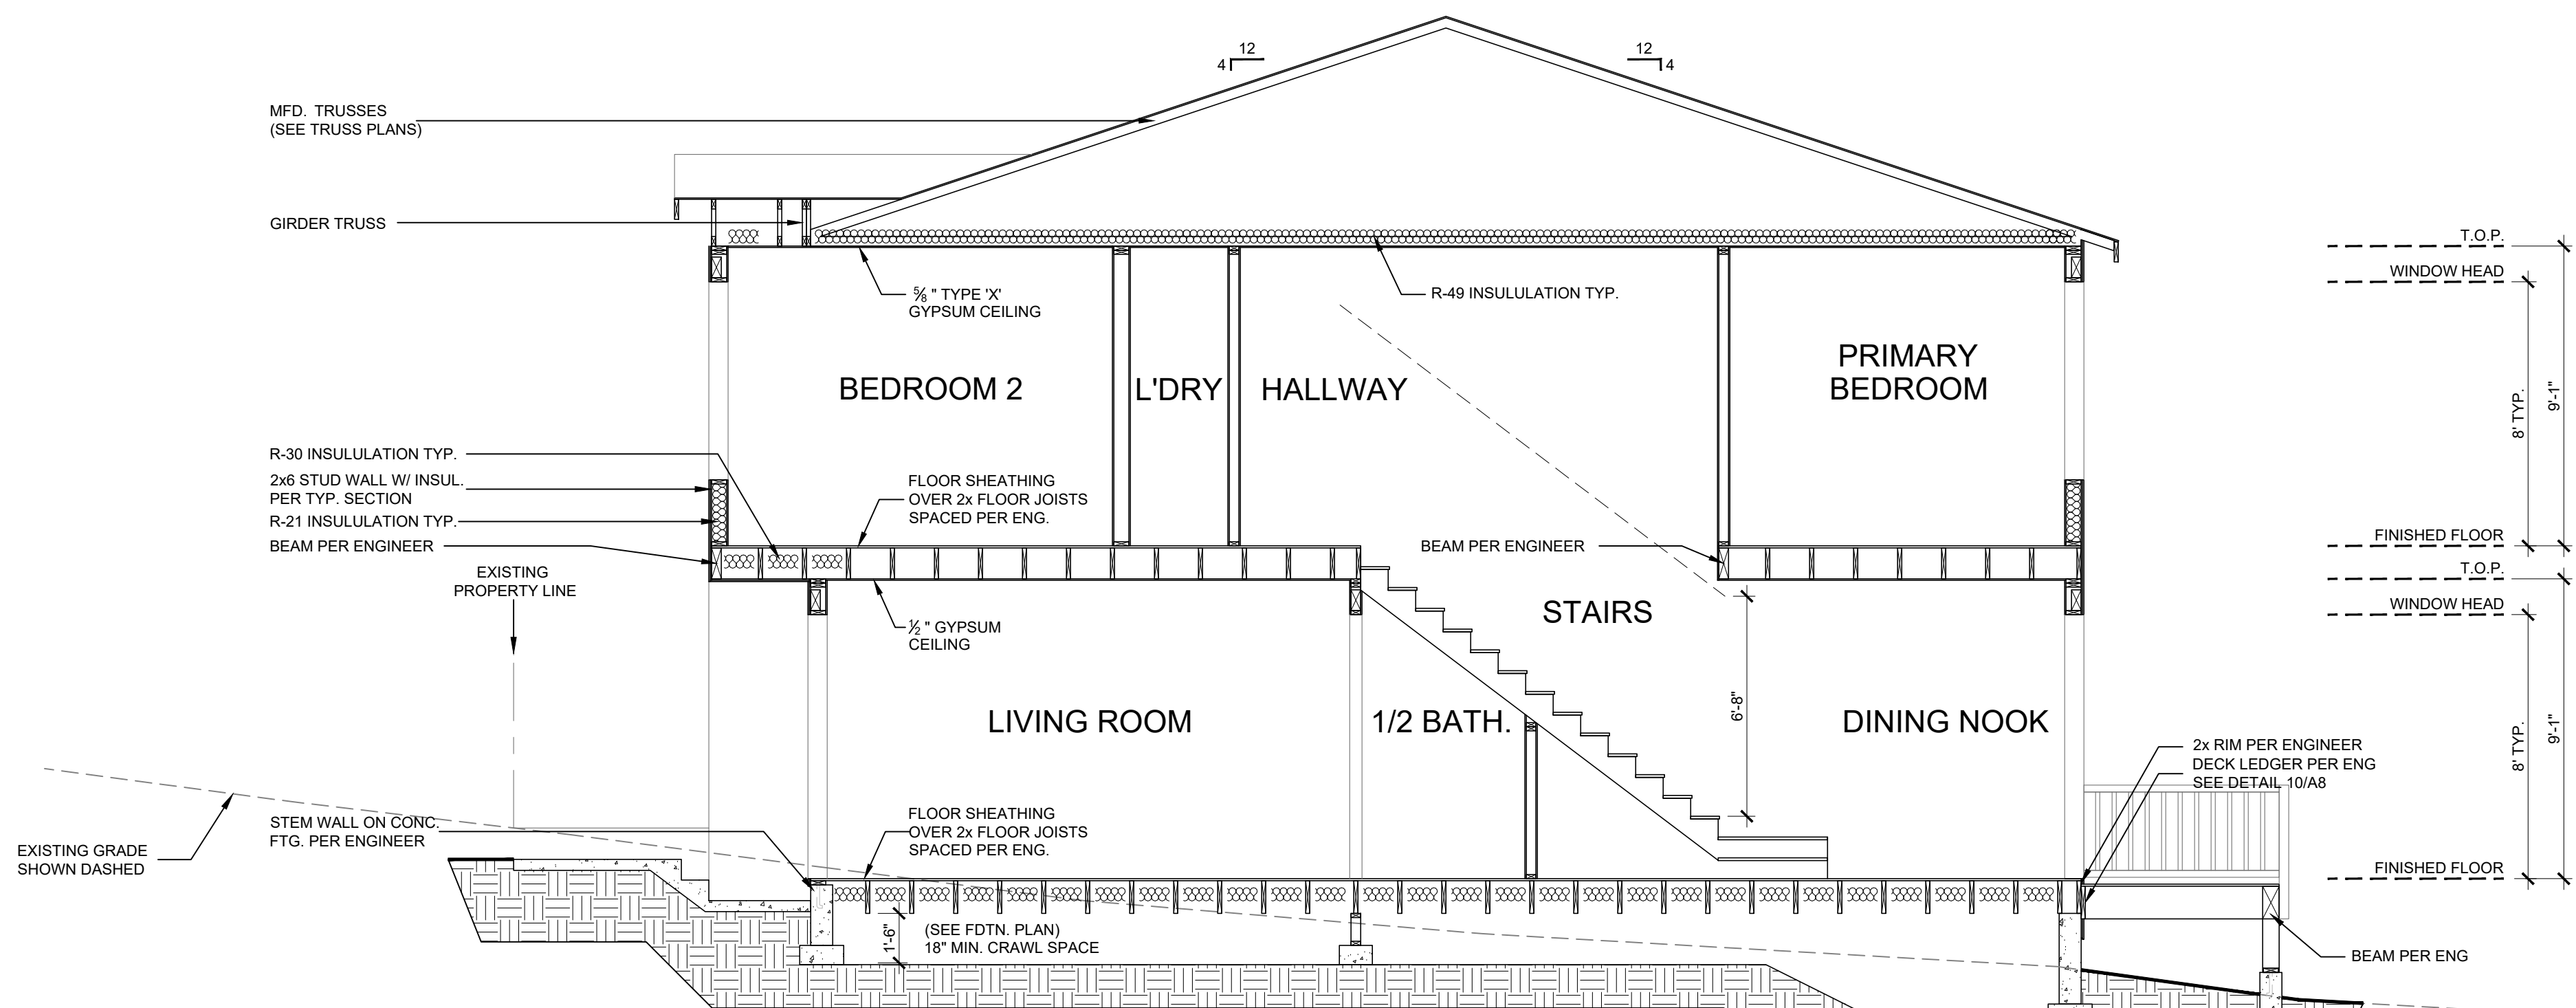 12
4
12
4
MFD. TRUSSES
(SEE TRUSS PLANS)
GIRDER TRUSS
T.O.P.
WINDOW HEAD
⅝ " TYPE 'X'
GYPSUM CEILING
R-49 INSULULATION TYP.
BEDROOM 2
L'DRY
HALLWAY
PRIMARY
BEDROOM
8' TYP.
9'-1"
R-30 INSULULATION TYP.
2x6 STUD WALL W/ INSUL.
PER TYP. SECTION
R-21 INSULULATION TYP.
BEAM PER ENGINEER
FLOOR SHEATHING
OVER 2x FLOOR JOISTS
SPACED PER ENG.
BEAM PER ENGINEER
FINISHED FLOOR
T.O.P.
WINDOW HEAD
EXISTING
PROPERTY LINE
½ " GYPSUM
CEILING
STAIRS
LIVING ROOM
1/2 BATH.
6'-8"
DINING NOOK
8' TYP.
9'-1"
2x RIM PER ENGINEER
DECK LEDGER PER ENG
SEE DETAIL 10/A8
STEM WALL ON CONC.
FTG. PER ENGINEER
FLOOR SHEATHING
OVER 2x FLOOR JOISTS
SPACED PER ENG.
EXISTING GRADE
SHOWN DASHED
FINISHED FLOOR
1'-6"
(SEE FDTN. PLAN)
18" MIN. CRAWL SPACE
BEAM PER ENG